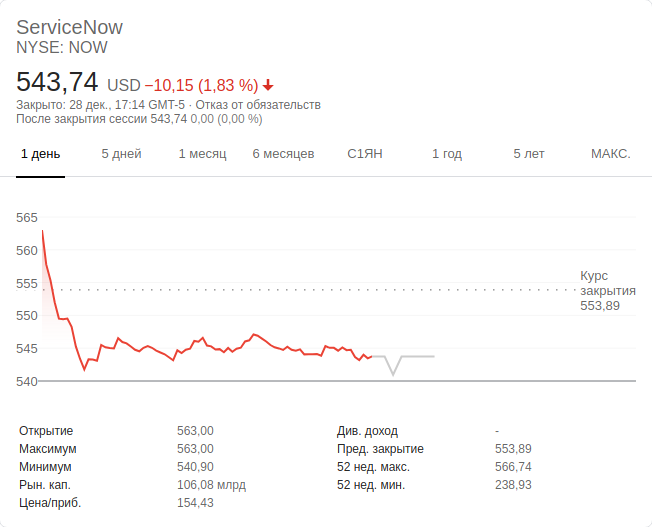 ServiceNow
NYSE: NOW
543,74 USD −10,15 (1,83 %)
Закрыто: 28 дек., 17:14 GMT-5 · Отказ от обязательств
После закрытия сессии 543,74 0,00 (0,00 %)
1 день 5 дней 1 месяц 6 месяцев С1ЯН 1 год 5 лет МАКС.
565
560
555
550
545
540
Курс
закрытия
553,89
Открытие 563,00 Див. доход -
Максимум 563,00 Пред. закрытие 553,89
Минимум 540,90 52 нед. макс. 566,74
Рын. кап. 106,08 млрд 52 нед. мин. 238,93
Цена/приб. 154,43